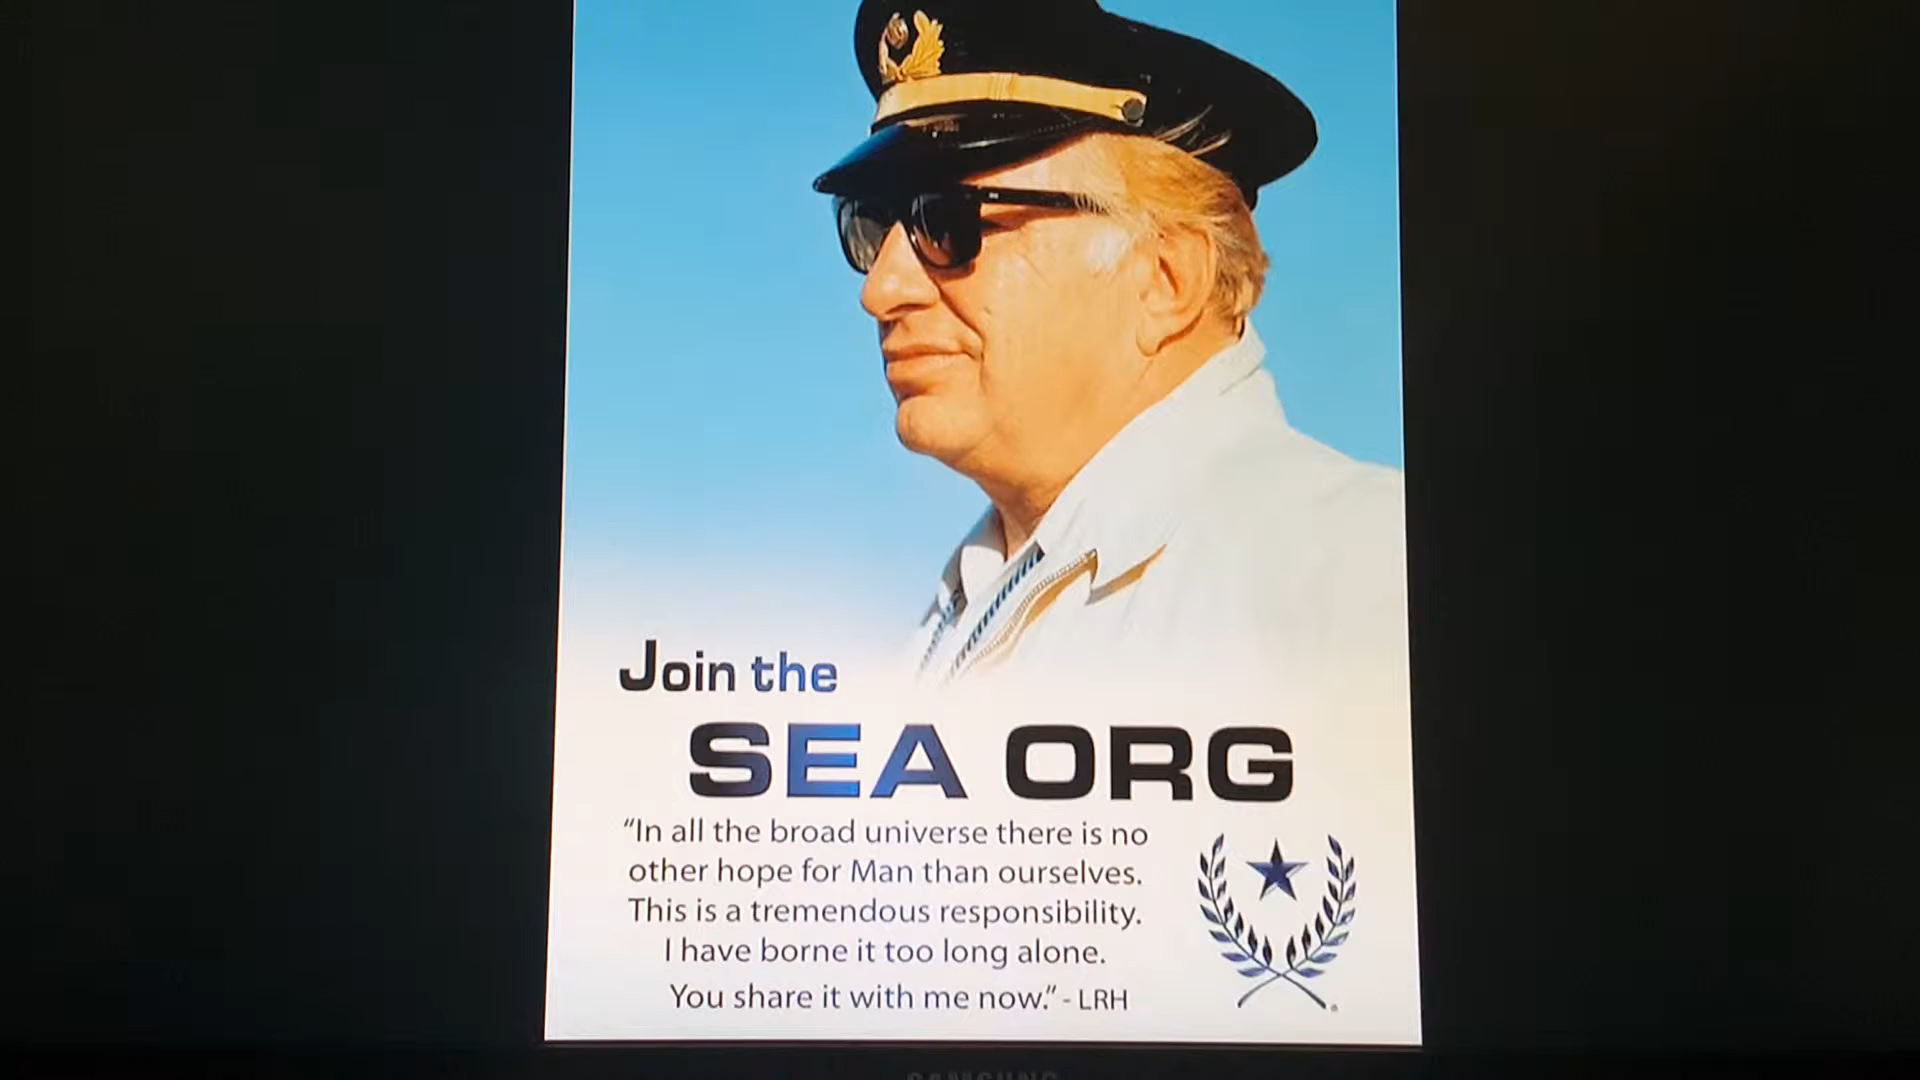 Join the
SEA ORG
“In all the broad universe there is no
other hope for Man than ourselves.
This is a tremendous responsibility.
I have borne it too long alone.
You share it with me now.” - LRH
SAMSUNG